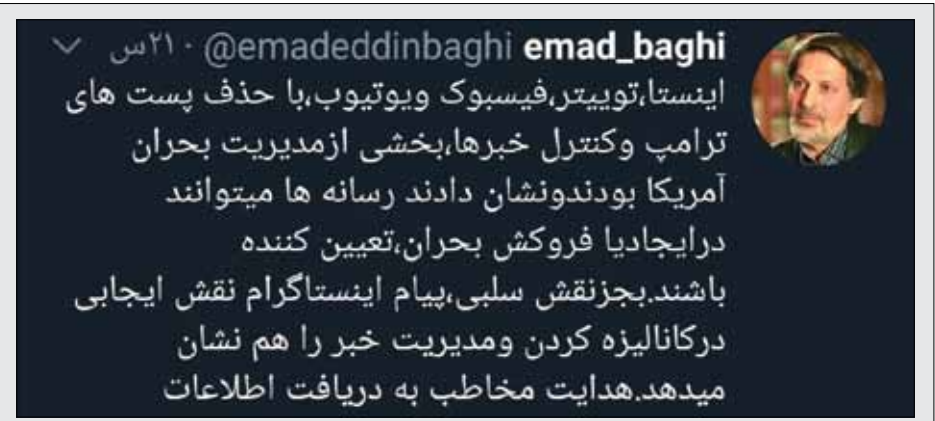 emad_baghi @emadeddinbaghi · ۲۱س
اینستا،توییتر،فیسبوک ویوتیوب،با حذف پست های
ترامپ وکنترل خبرها،بخشی ازمدیریت بحران
آمریکا بودندونشان دادند رسانه ها میتوانند
درایجادیا فروکش بحران،تعیین کننده
باشند.بجزنقش سلبی،پیام اینستاگرام نقش ایجابی
درکانالیزه کردن ومدیریت خبر را هم نشان
میدهد.هدایت مخاطب به دریافت اطلاعات